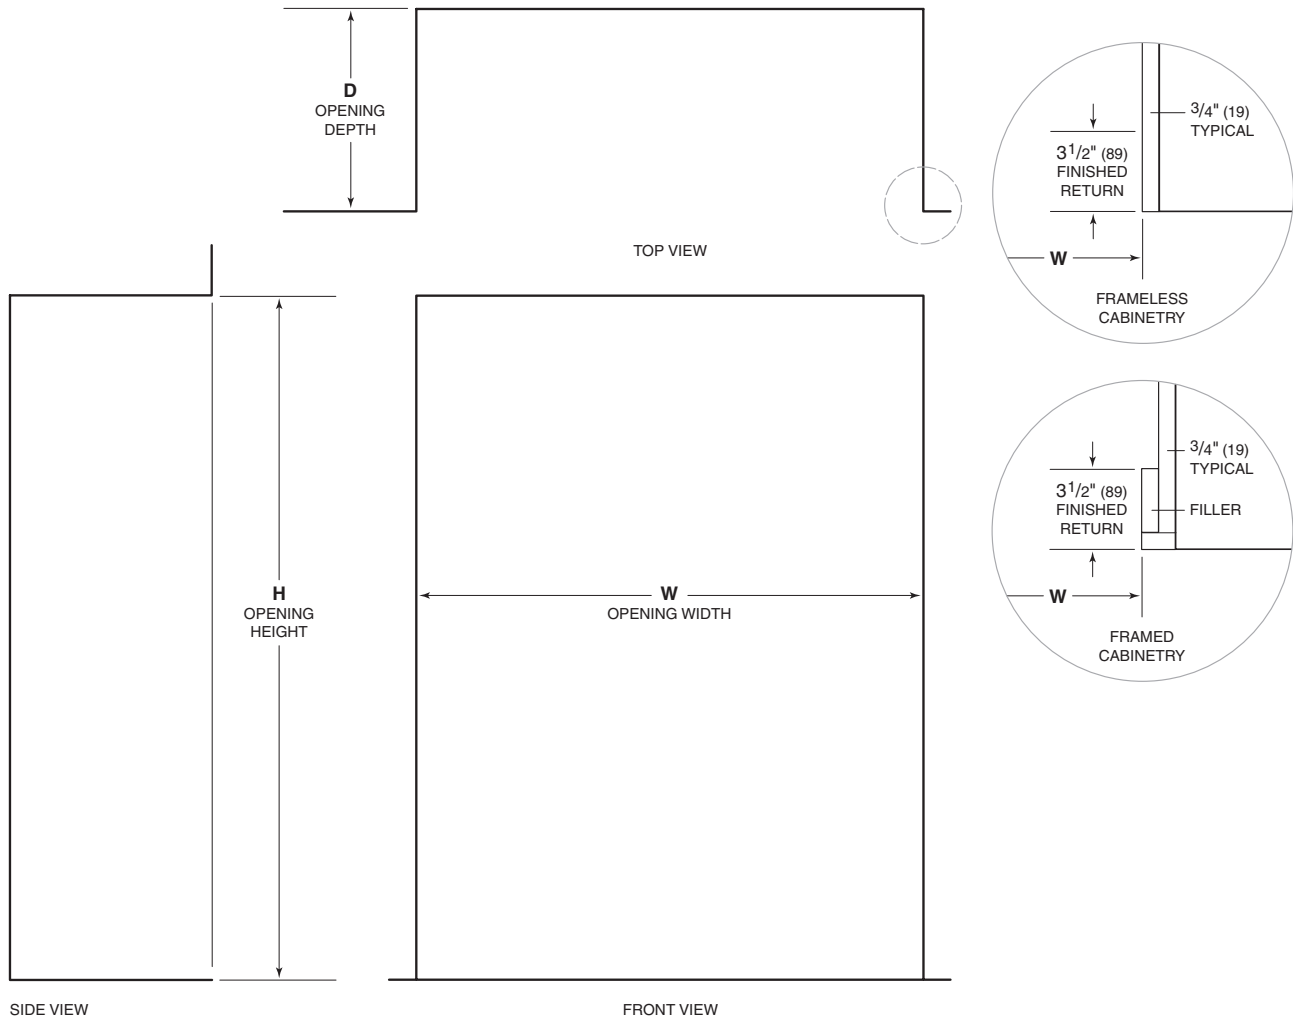 D
OPENING
DEPTH
TOP VIEW
3/4" (19)
TYPICAL
3 1/2" (89)
FINISHED
RETURN
W
FRAMELESS
CABINETRY
H
OPENING
HEIGHT
W
OPENING WIDTH
3/4" (19)
TYPICAL
3 1/2" (89)
FINISHED
RETURN
FILLER
W
FRAMED
CABINETRY
SIDE VIEW
FRONT VIEW